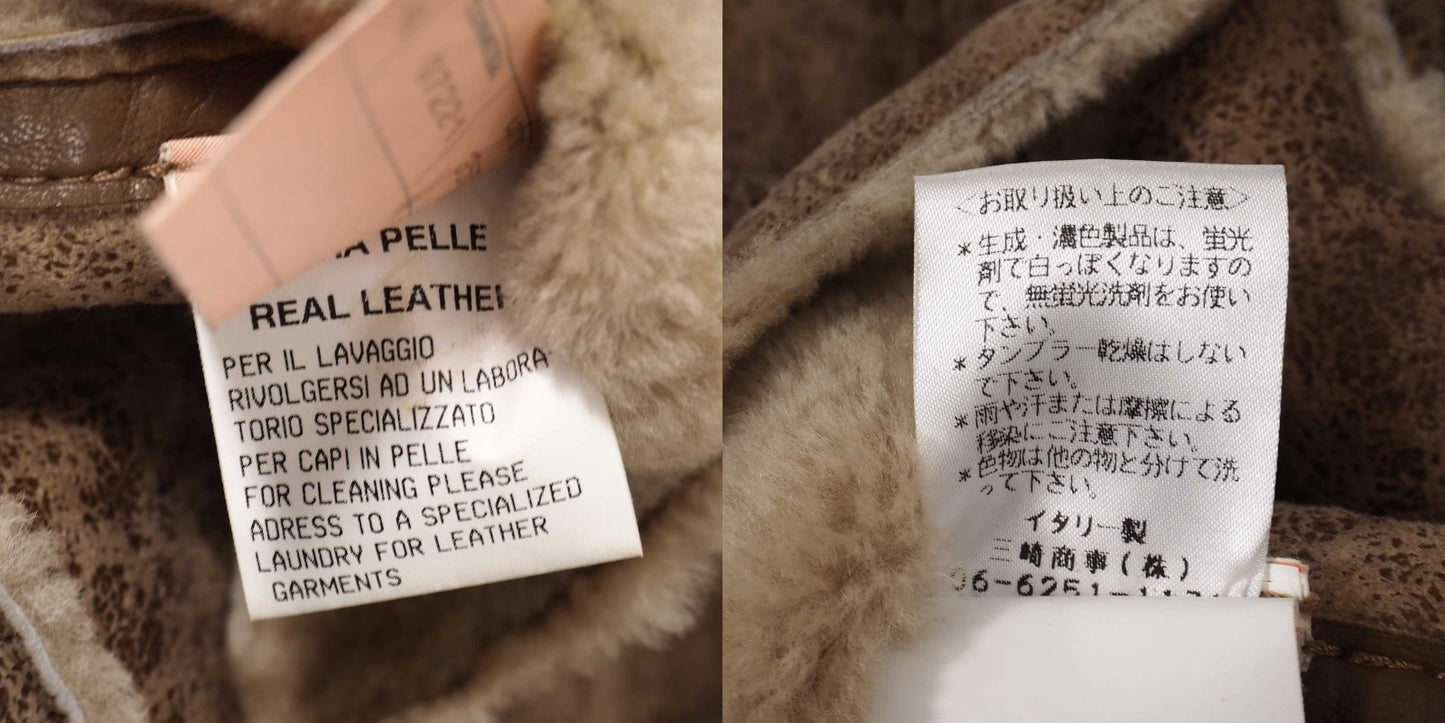 07221
PELLE
REAL LEATHER
PER IL LAVAGGIO
RIVOLGERSI AD UN LABORA-
TORIO SPECIALIZZATO
PER CAPI IN PELLE
FOR CLEANING PLEASE
ADRESS TO A SPECIALIZED
LAUNDRY FOR LEATHER
GARMENTS
＜お取り扱い上のご注意＞
*生成・濃色製品は、蛍光
剤で白っぽくなりますの
で、無蛍光洗剤をお使い
下さい。
*タンブラー乾燥はしない
で下さい。
*雨や汗または摩擦による
移染にご注意下さい。
*色物は他の物と分けて洗
って下さい。
イタリー製
三崎商事(株)
06-6251-